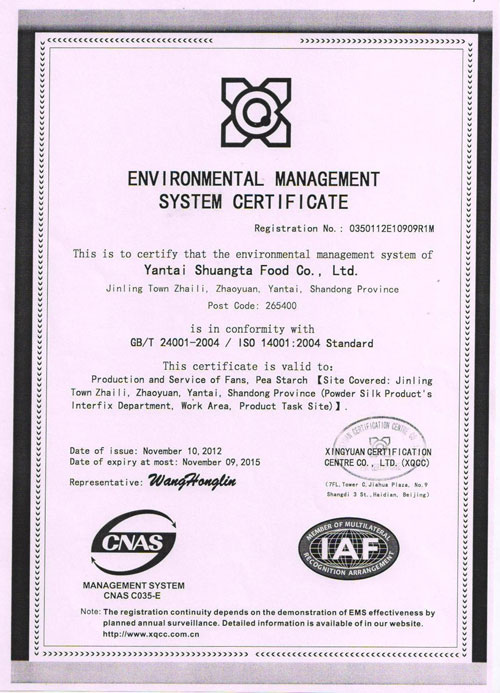 ENVIRONMENTAL MANAGEMENT
SYSTEM CERTIFICATE
Registration No.: 0350112E10909R1M
This is to certify that the environmental management system of
Yantai Shuangta Food Co., Ltd.
Jinling Town Zhaili, Zhaoyuan, Yantai, Shandong Province
Post Code: 265400
is in conformity with
GB/T 24001-2004 / ISO 14001:2004 Standard
This certificate is valid to:
Production and Service of Fans, Pea Starch 【Site Covered: Jinling
Town Zhaili, Zhaoyuan, Yantai, Shandong Province (Powder Silk Product's
Interfix Department, Work Area, Product Task Site)】.
Date of issue: November 10, 2012
Date of expiry at most: November 09, 2015
Representative: WangHonglin
CERTIFICATION CENTRE CO
XINGYUAN CERTIFICATION
CENTRE CO., LTD. (XQCC)
(7FL, Tower C, Jiahua Plaza, No.9
Shangdi 3 St., Haidian, Beijing)
CNAS
MANAGEMENT SYSTEM
CNAS C035-E
MEMBER OF MULTILATERAL
IAF
RECOGNITION ARRANGEMENT
Note: The registration continuity depends on the demonstration of EMS effectiveness by
planned annual surveillance. Detailed information is available of in our website.
http://www.xqcc.com.cn